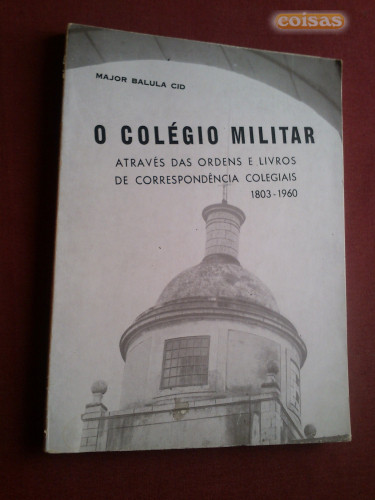 coisas
MAJOR BALULA CID
O COLÉGIO MILITAR
ATRAVÉS DAS ORDENS E LIVROS
DE CORRESPONDÊNCIA COLEGIAIS
1803-1960